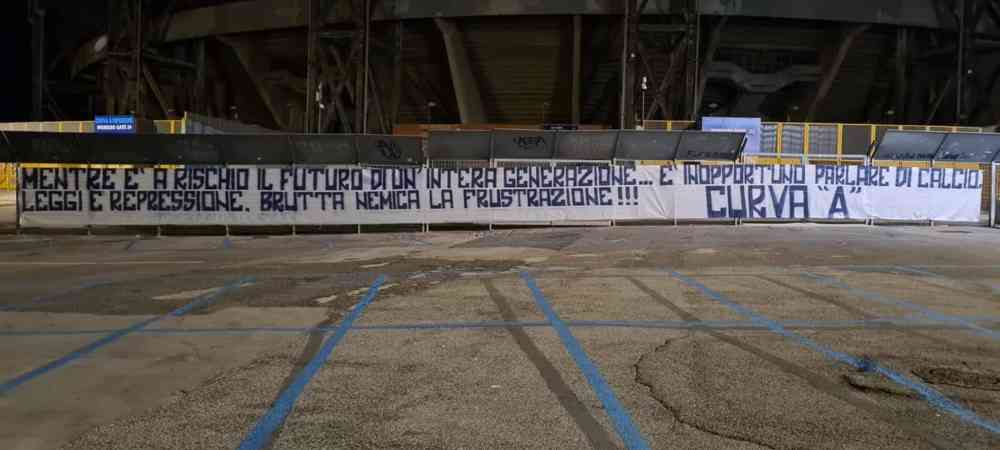 MENTRE E' A RISCHIO IL FUTURO DI UN' INTERA GENERAZIONE... E' INOPPORTUNO PARLARE DI CALCIO.
LEGGI E REPRESSIONE. BRUTTA NEMICA LA FRUSTRAZIONE!!!
CURVA "A"